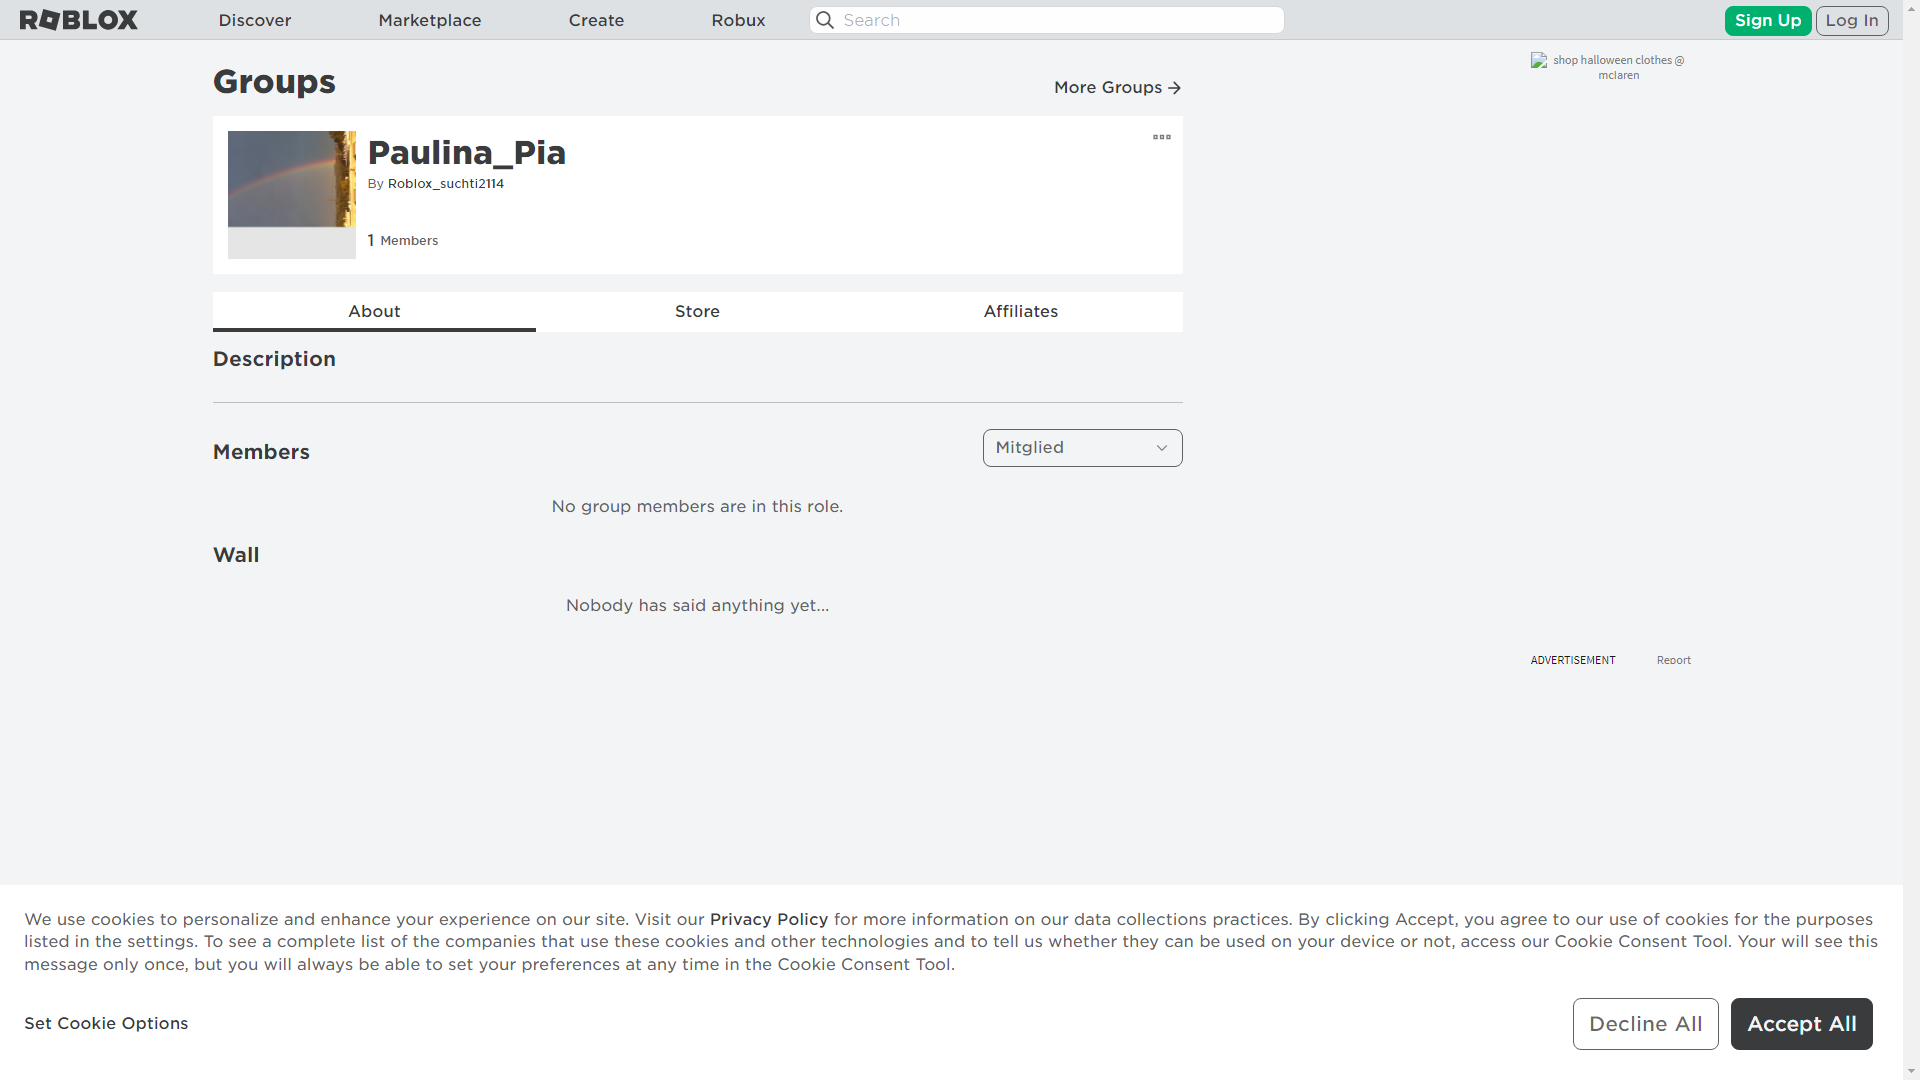 ROBLOX Discover Marketplace Create Robux Search Sign Up Log In
shop halloween clothes @
mclaren
Groups
More Groups
Paulina_Pia
By Roblox_suchti2114
1 Members
About Store Affiliates
Description
Members
Mitglied
No group members are in this role.
Wall
Nobody has said anything yet...
ADVERTISEMENT Report
We use cookies to personalize and enhance your experience on our site. Visit our Privacy Policy for more information on our data collections practices. By clicking Accept, you agree to our use of cookies for the purposes
listed in the settings. To see a complete list of the companies that use these cookies and other technologies and to tell us whether they can be used on your device or not, access our Cookie Consent Tool. Your will see this
message only once, but you will always be able to set your preferences at any time in the Cookie Consent Tool.
Set Cookie Options
Decline All
Accept All